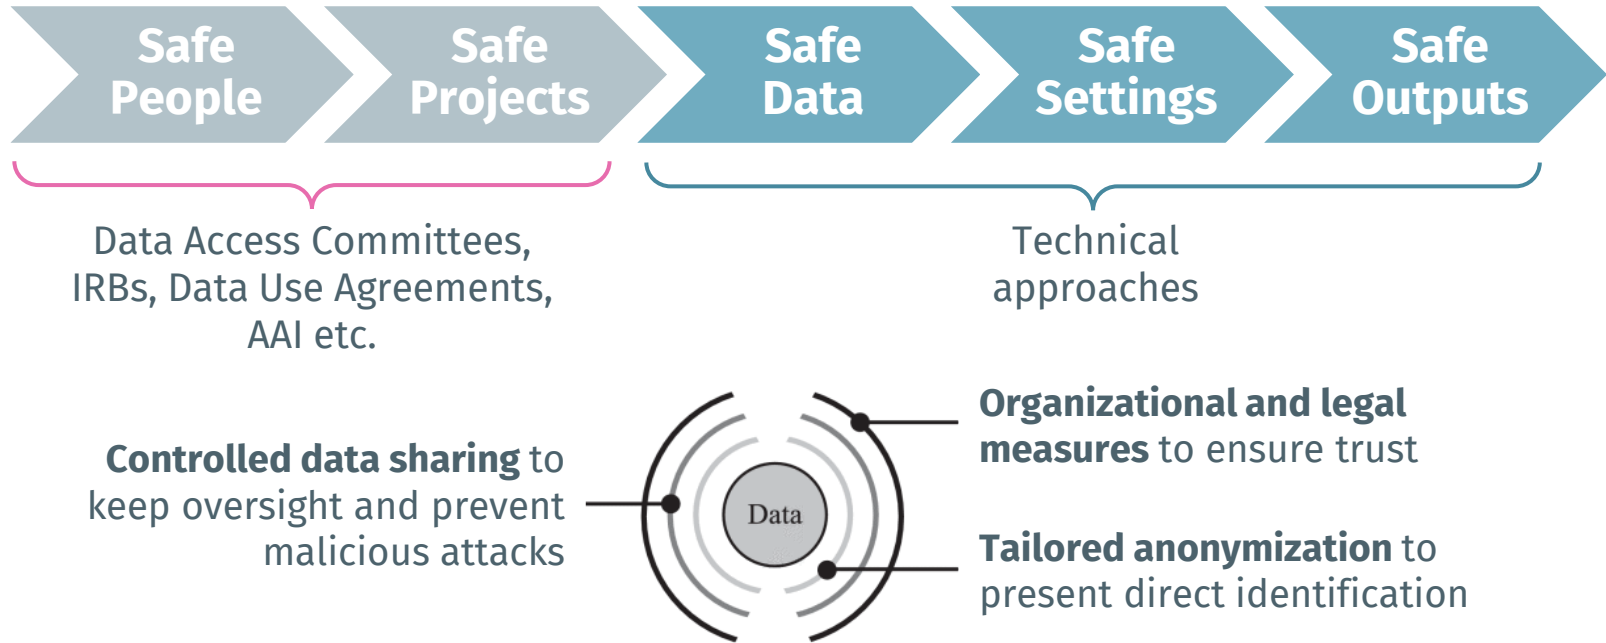 Safe
People
Safe
Projects
Safe
Data
Safe
Settings
Safe
Outputs
Data Access Committees,
IRBs, Data Use Agreements,
AAI etc.
Technical
approaches
Controlled data sharing to
keep oversight and prevent
malicious attacks
Data
Organizational and legal
measures to ensure trust
Tailored anonymization to
present direct identification